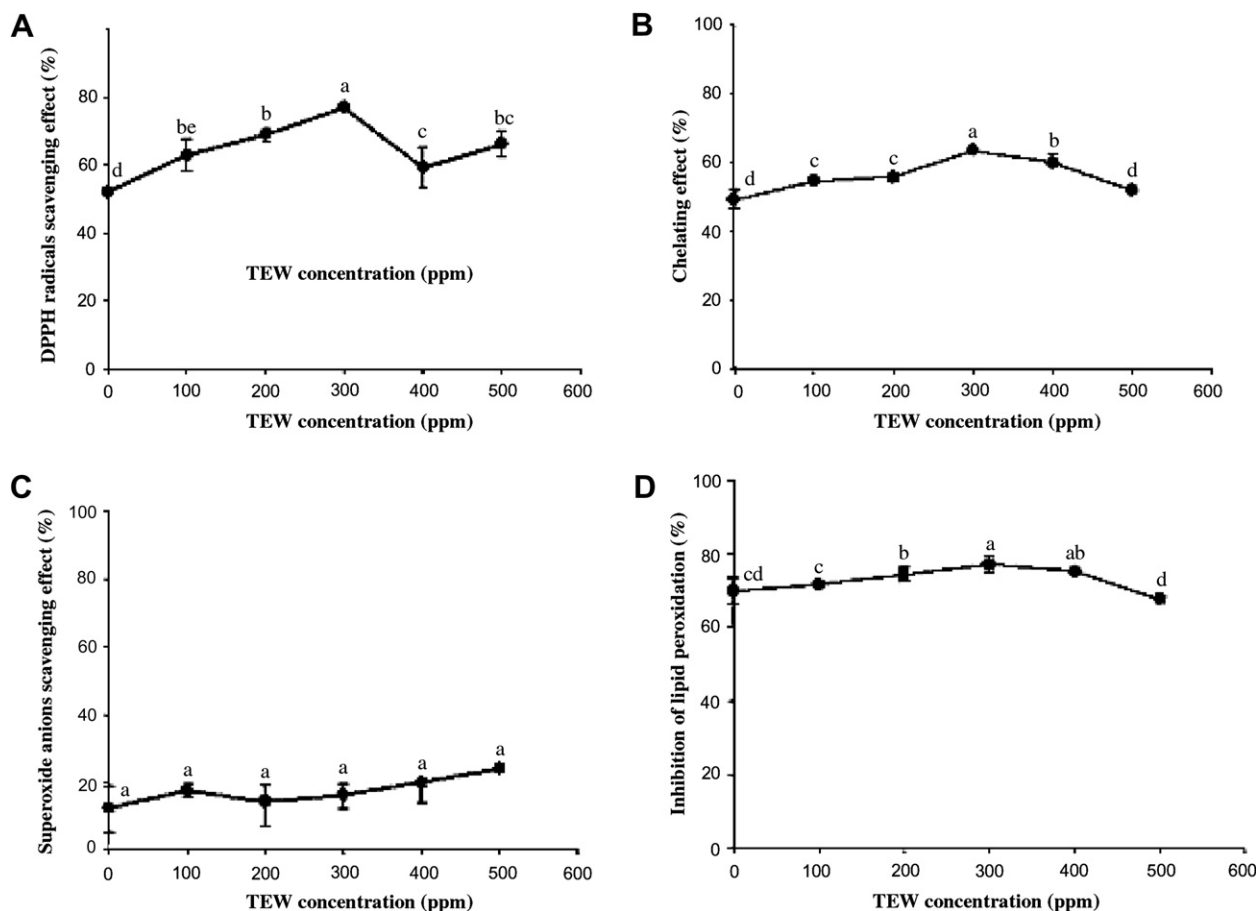 A
DPPH radicals scavenging effect (%)
80
60
40
20
0
d
be
b
a
c
bc
TEW concentration (ppm)
0 100 200 300 400 500 600
TEW concentration (ppm)
B
Chelating effect (%)
100
80
60
40
20
0
d
c
c
a
b
d
0 100 200 300 400 500 600
TEW concentration (ppm)
C
Superoxide anions scavenging effect (%)
100
80
60
40
20
0
a
a
a
a
a
a
0 100 200 300 400 500 600
TEW concentration (ppm)
D
Inhibition of lipid peroxidation (%)
100
80
60
40
20
0
cd
c
b
a
ab
d
0 100 200 300 400 500 600
TEW concentration (ppm)